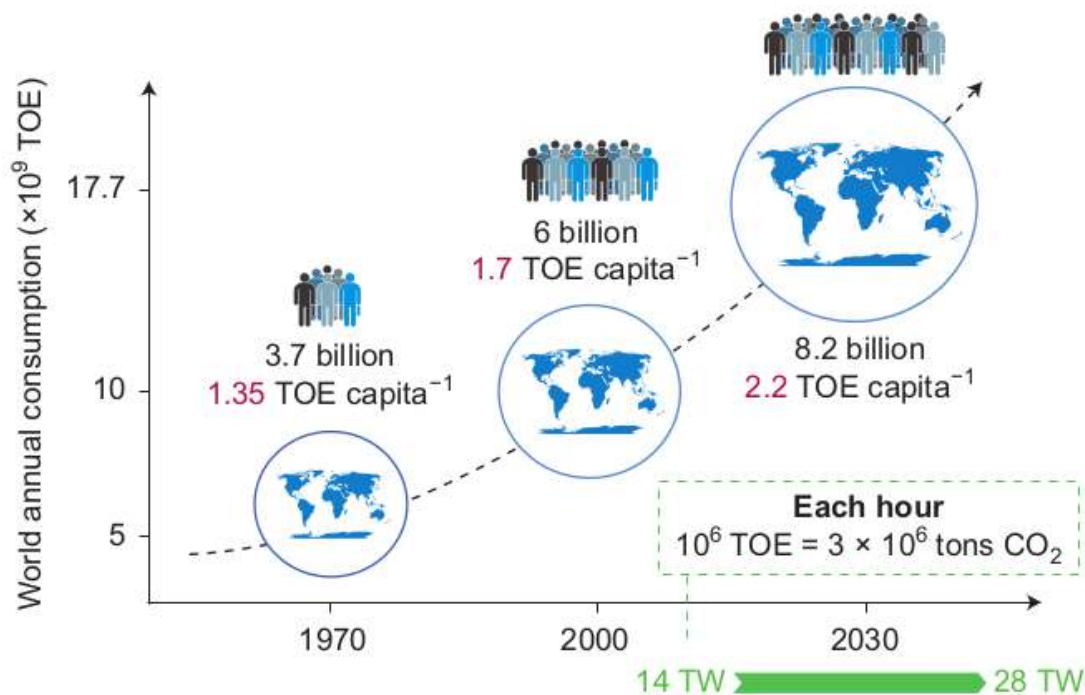 World annual consumption (×10⁹ TOE)
17.7
10
5
3.7 billion
1.35 TOE capita⁻¹
6 billion
1.7 TOE capita⁻¹
8.2 billion
2.2 TOE capita⁻¹
Each hour
10⁶ TOE = 3 × 10⁶ tons CO₂
1970
2000
2030
14 TW
28 TW